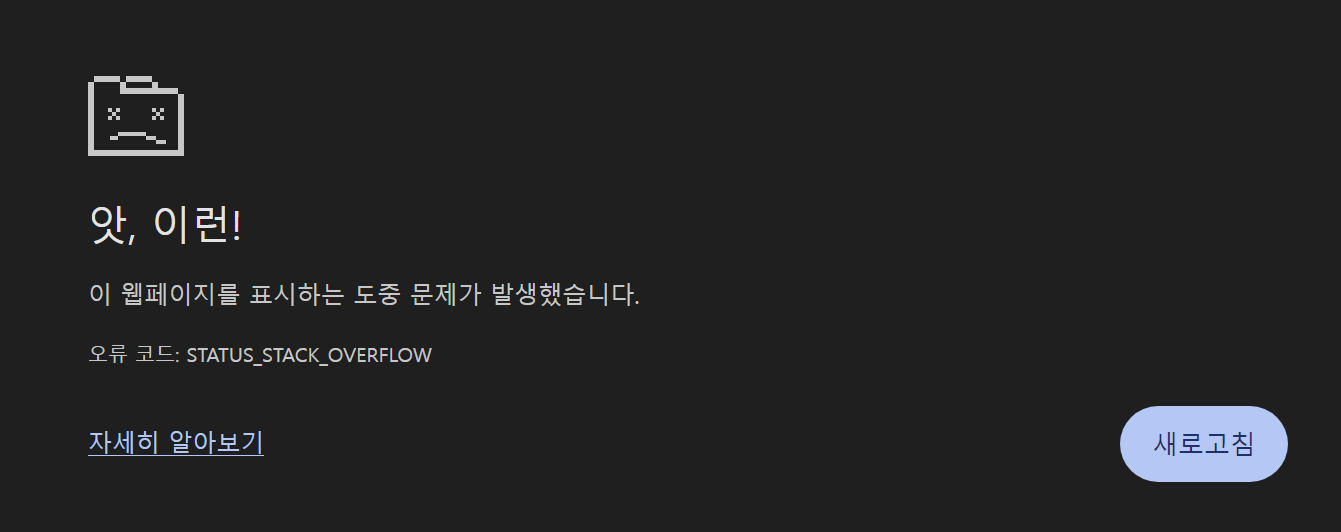 앗, 이런!
이 웹페이지를 표시하는 도중 문제가 발생했습니다.
오류 코드: STATUS_STACK_OVERFLOW
자세히 알아보기
새로고침